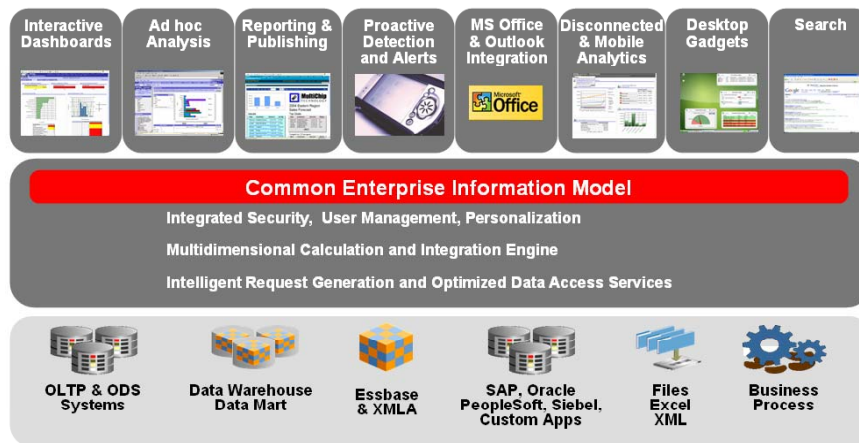 Interactive
Dashboards
Ad hoc
Analysis
Reporting &
Publishing
Proactive
Detection
and Alerts
MS Office
& Outlook
Integration
Disconnected
& Mobile
Analytics
Desktop
Gadgets
Search
MultiChip
Microsoft
Office
Common Enterprise Information Model
Integrated Security, User Management, Personalization
Multidimensional Calculation and Integration Engine
Intelligent Request Generation and Optimized Data Access Services
OLTP & ODS
Systems
Data Warehouse
Data Mart
Essbase
& XMLA
SAP, Oracle
PeopleSoft, Siebel,
Custom Apps
Files
Excel
XML
Business
Process